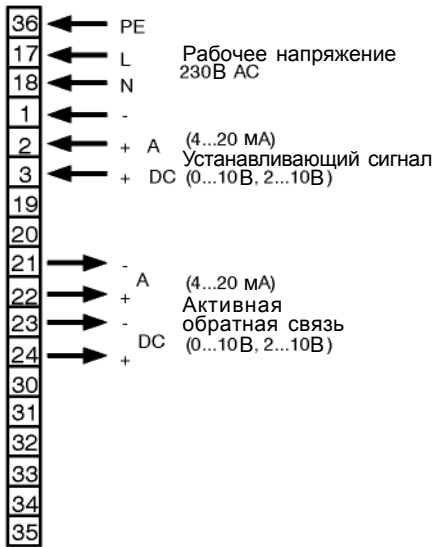 36 PE
17 L Рабочее напряжение
18 N 230В AC
1 -
2 + A (4...20 мА)
Устанавливающий сигнал
3 + DC (0...10В, 2...10В)
19
20
21 -
A (4...20 мА)
22 +
Активная
23 - обратная связь
DC (0...10В, 2...10В)
24 +
30
31
32
33
34
35